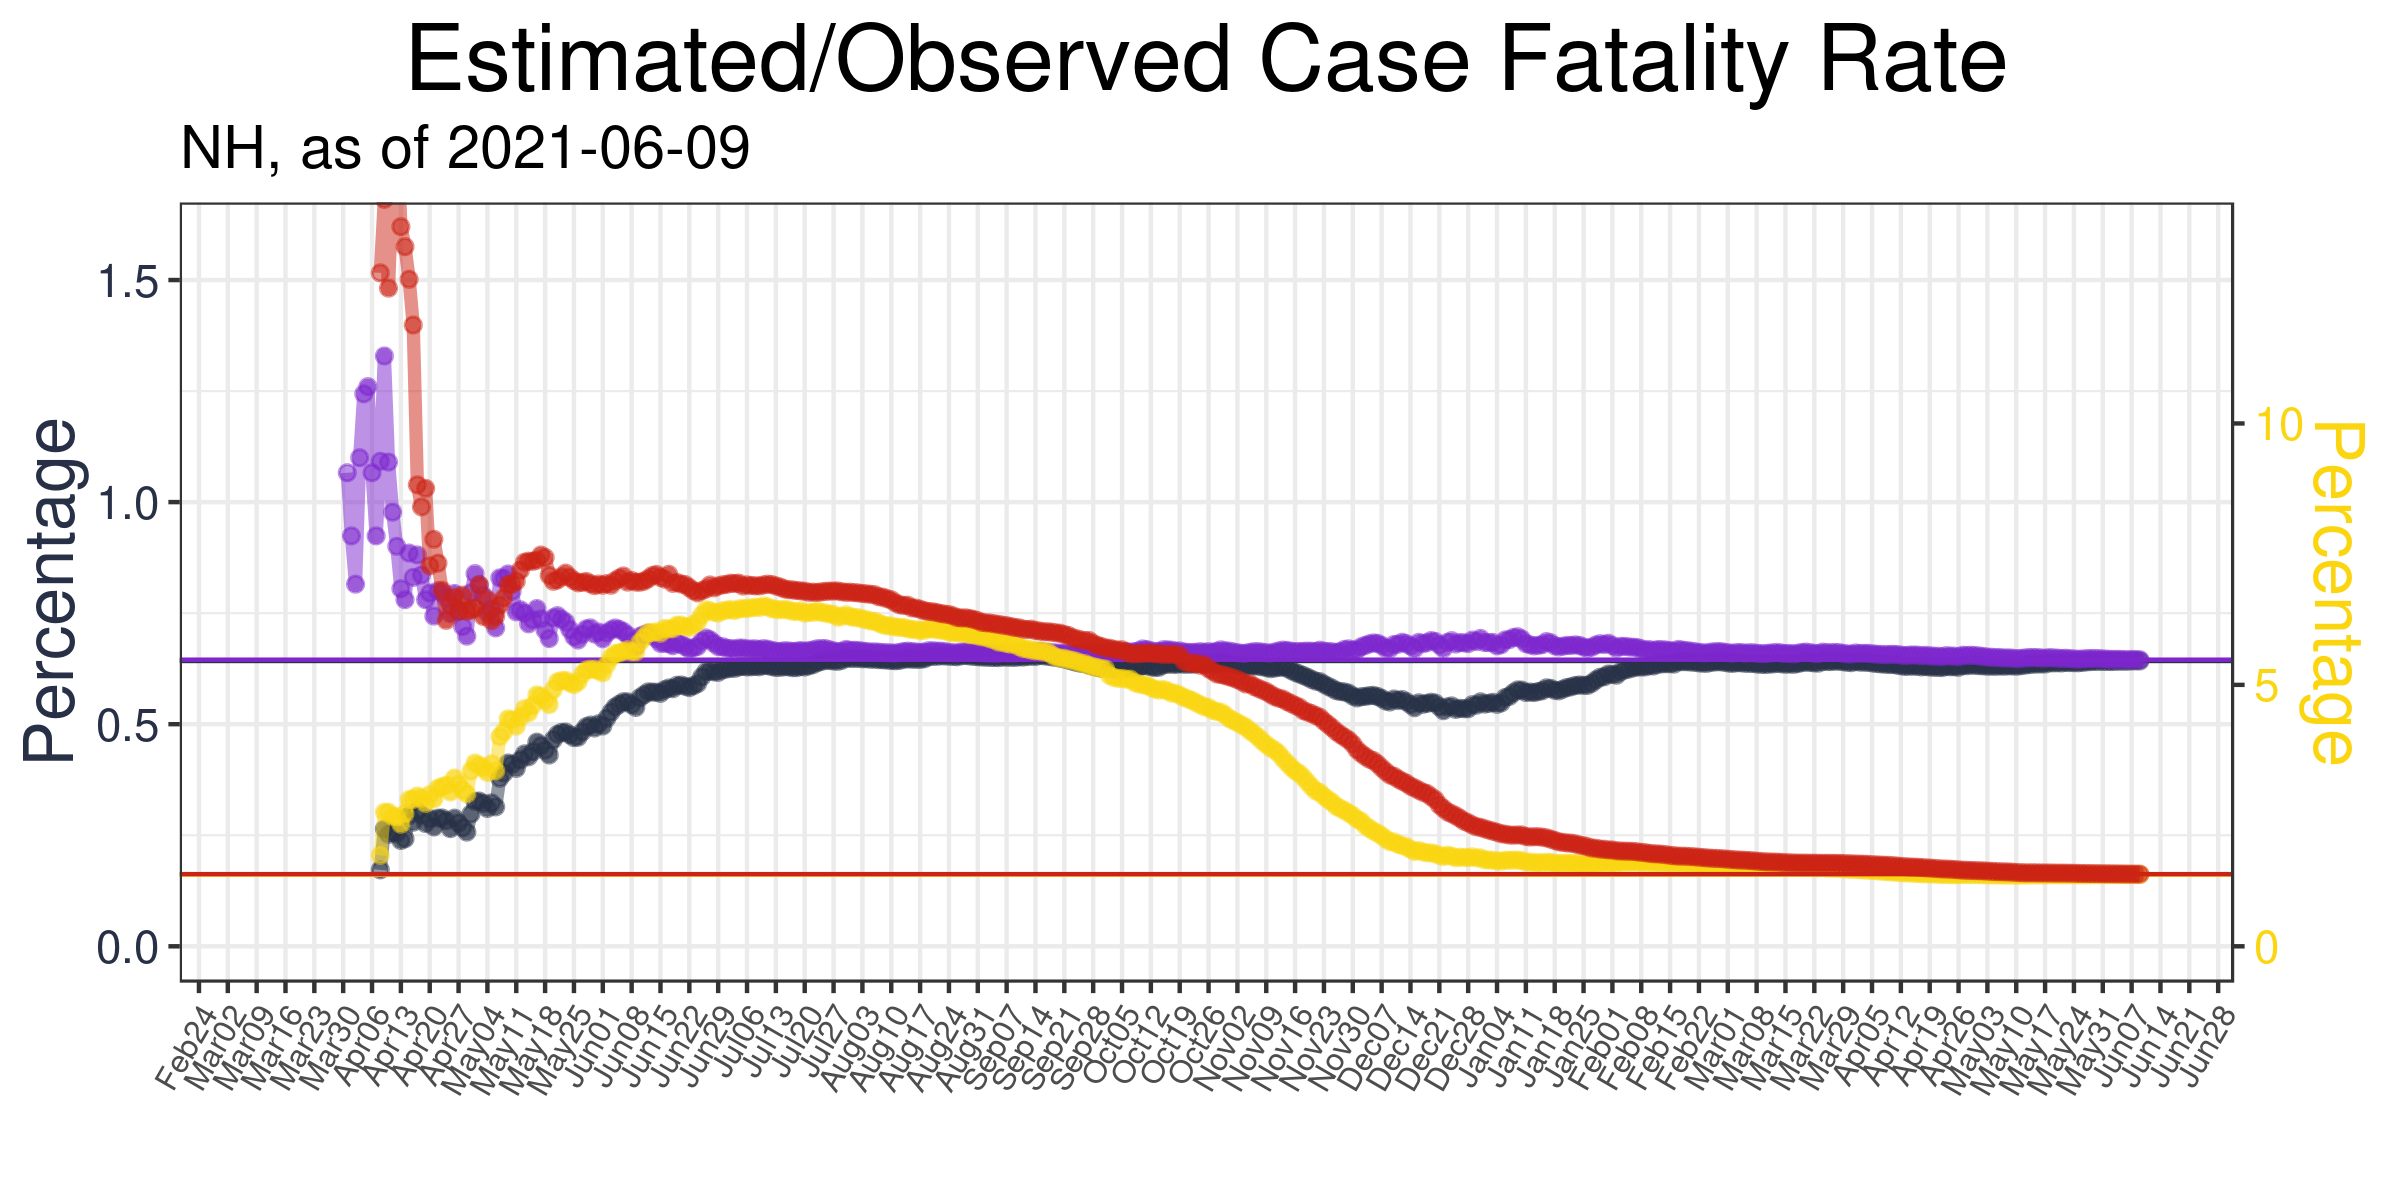 Estimated/Observed Case Fatality Rate
NH, as of 2021-06-09
Percentage
1.5
1.0
0.5
0.0
10
5
0
Percentage
Feb24
Mar02
Mar09
Mar16
Mar23
Mar30
Apr06
Apr13
Apr20
Apr27
May04
May11
May18
May25
Jun01
Jun08
Jun15
Jun22
Jun29
Jul06
Jul13
Jul20
Jul27
Aug03
Aug10
Aug17
Aug24
Aug31
Sep07
Sep14
Sep21
Sep28
Oct05
Oct12
Oct19
Oct26
Nov02
Nov09
Nov16
Nov23
Nov30
Dec07
Dec14
Dec21
Dec28
Jan04
Jan11
Jan18
Jan25
Feb01
Feb08
Feb15
Feb22
Mar01
Mar08
Mar15
Mar22
Mar29
Apr05
Apr12
Apr19
Apr26
May03
May10
May17
May24
May31
Jun07
Jun14
Jun21
Jun28